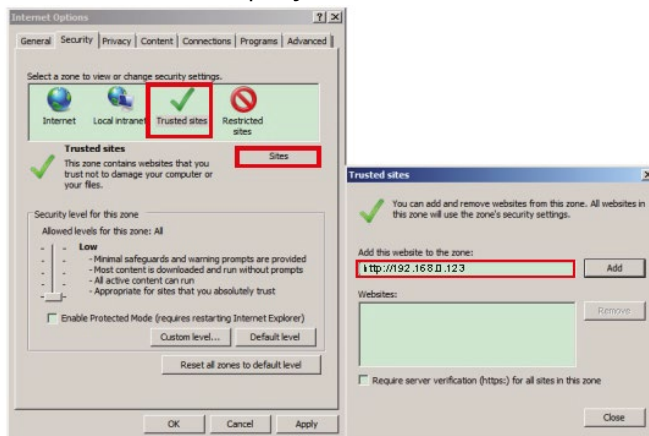 Internet Options
General Security Privacy Content Connections Programs Advanced
Select a zone to view or change security settings.
Internet Local intranet Trusted sites Restricted sites
Trusted sites
Sites
This zone contains websites that you
trust not to damage your computer or
your files.
Security level for this zone
Allowed levels for this zone: All
Low
- Minimal safeguards and warning prompts are provided
- Most content is downloaded and run without prompts
- All active content can run
- Appropriate for sites that you absolutely trust
Enable Protected Mode (requires restarting Internet Explorer)
Custom level... Default level
Reset all zones to default level
OK Cancel Apply
Trusted sites
You can add and remove websites from this zone. All websites in
this zone will use the zone's security settings.
Add this website to the zone:
http://192.168.0.123 Add
Websites:
Remove
Require server verification (https:) for all sites in this zone
Close